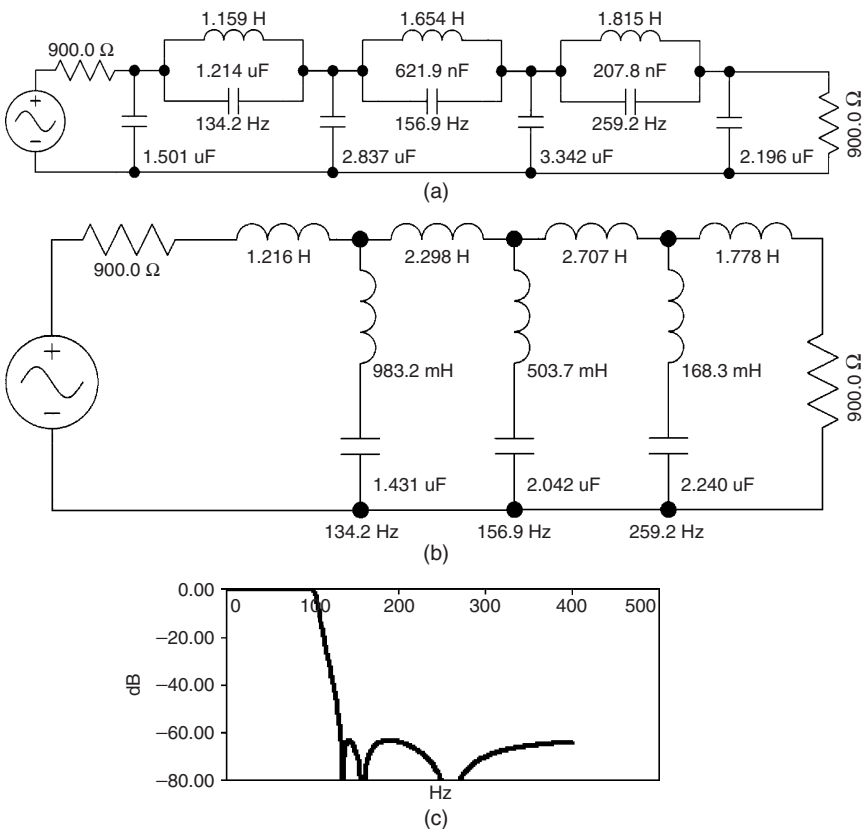 1.159 H 1.654 H 1.815 H
900.0 Ω
1.214 uF 621.9 nF 207.8 nF
+
−
134.2 Hz 156.9 Hz 259.2 Hz
1.501 uF 2.837 uF 3.342 uF 2.196 uF
900.0 Ω
(a)
900.0 Ω
1.216 H 2.298 H 2.707 H 1.778 H
+
−
983.2 mH 503.7 mH 168.3 mH
900.0 Ω
1.431 uF 2.042 uF 2.240 uF
134.2 Hz 156.9 Hz 259.2 Hz
(b)
0.00
0 100 200 300 400 500
−20.00
−40.00
dB
−60.00
−80.00
Hz
(c)